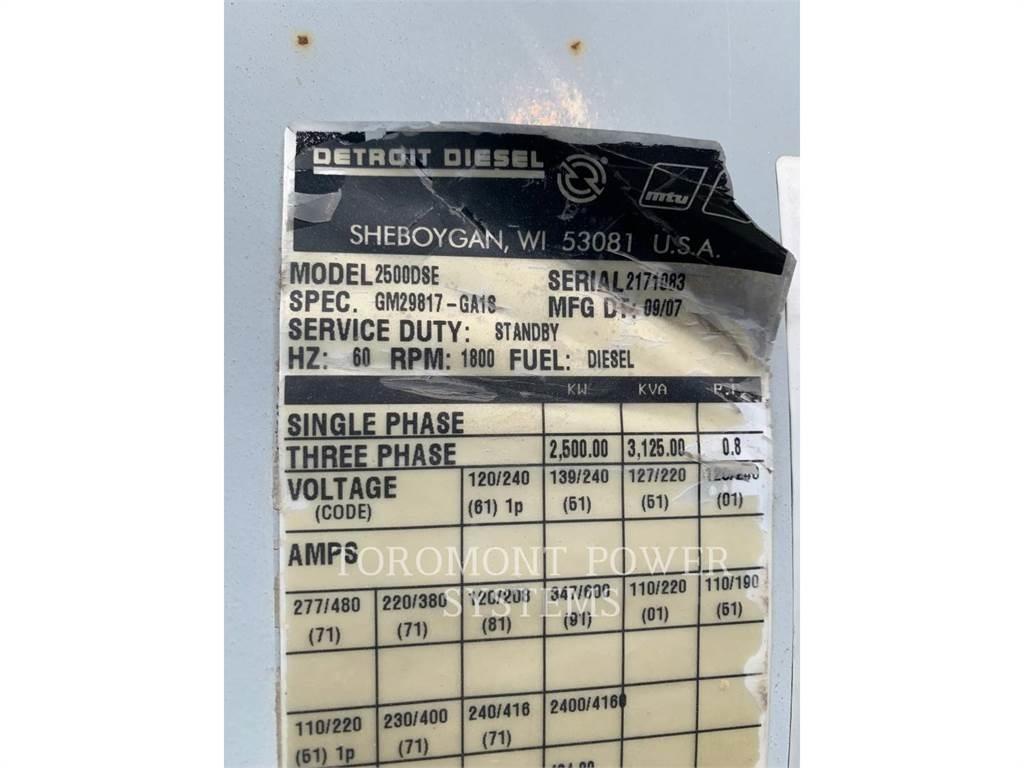 DETROIT DIESEL
mtu
SHEBOYGAN, WI 53081 U.S.A.
MODEL 2500DSE SERIAL 2171983
SPEC. GM29817-GA1S MFG DT: 09/07
SERVICE DUTY: STANDBY
HZ: 60 RPM: 1800 FUEL: DIESEL
KW KVA P.F.
SINGLE PHASE
THREE PHASE 2,500.00 3,125.00 0.8
VOLTAGE 120/240 139/240 127/220 120/240
(CODE) (61) 1p (51) (51) (01)
AMPS
TOROMONT POWER
SYSTEMS
277/480 220/380 120/208 347/600 110/220 110/190
(71) (71) (81) (91) (01) (51)
110/220 230/400 240/416 2400/4160
(51) 1p (71) (71)